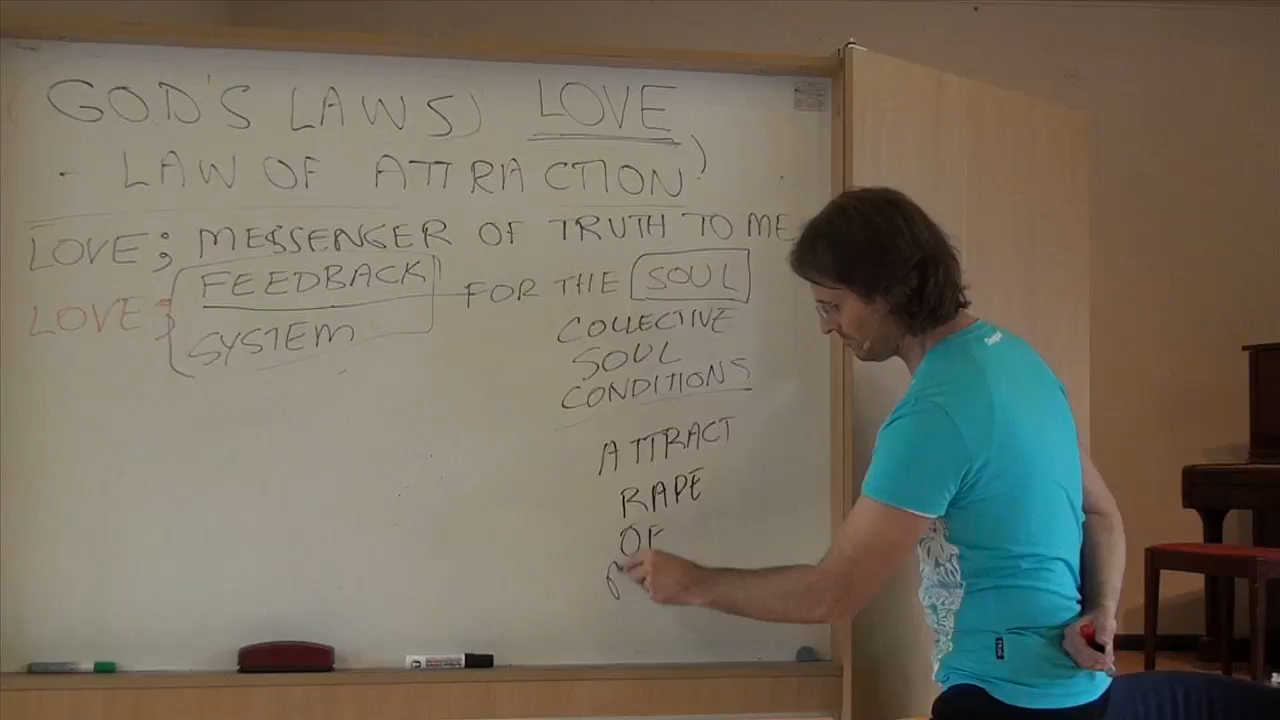 GOD'S LAWS) LOVE
- LAW OF ATTRACTION)
LOVE; MESSENGER OF TRUTH TO ME
LOVE; FEEDBACK FOR THE SOUL
SYSTEM
COLLECTIVE
SOUL
CONDITIONS
ATTRACT
RAPE
OF